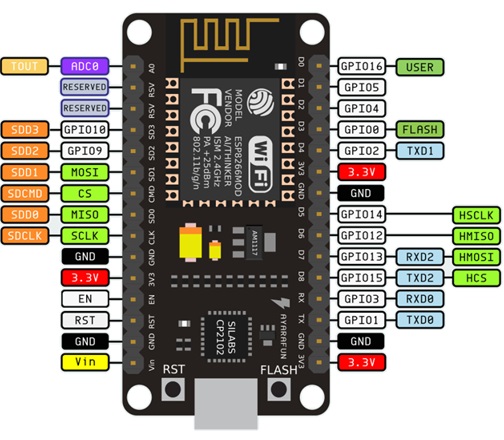 TOUT ADC0 A0 D0 GPIO16 USER
RESERVED RSV D1 GPIO5
RESERVED RSV D2 GPIO4
SDD3 GPIO10 SD3 D3 GPIO0 FLASH
SDD2 GPIO9 SD2 D4 GPIO2 TXD1
SDD1 MOSI SD1 3V3 3.3V
SDCMD CS CMD GND GND
SDD0 MISO SD0 D5 GPIO14 HSCLK
SDCLK SCLK CLK D6 GPIO12 HMISO
GND GND D7 GPIO13 RXD2 HMOSI
3.3V 3V3 D8 GPIO15 TXD2 HCS
EN EN RX GPIO3 RXD0
RST RST TX GPIO1 TXD0
GND GND GND GND
Vin Vin 3V3 3.3V
MODEL ESP8266MOD
VENDOR AI/THINKER
ISM 2.4GHz
PA +25dBm
802.11b/g/n
FC
Wi Fi
AM1117
SILABS
CP2102
AYARAFUN
RST
FLASH